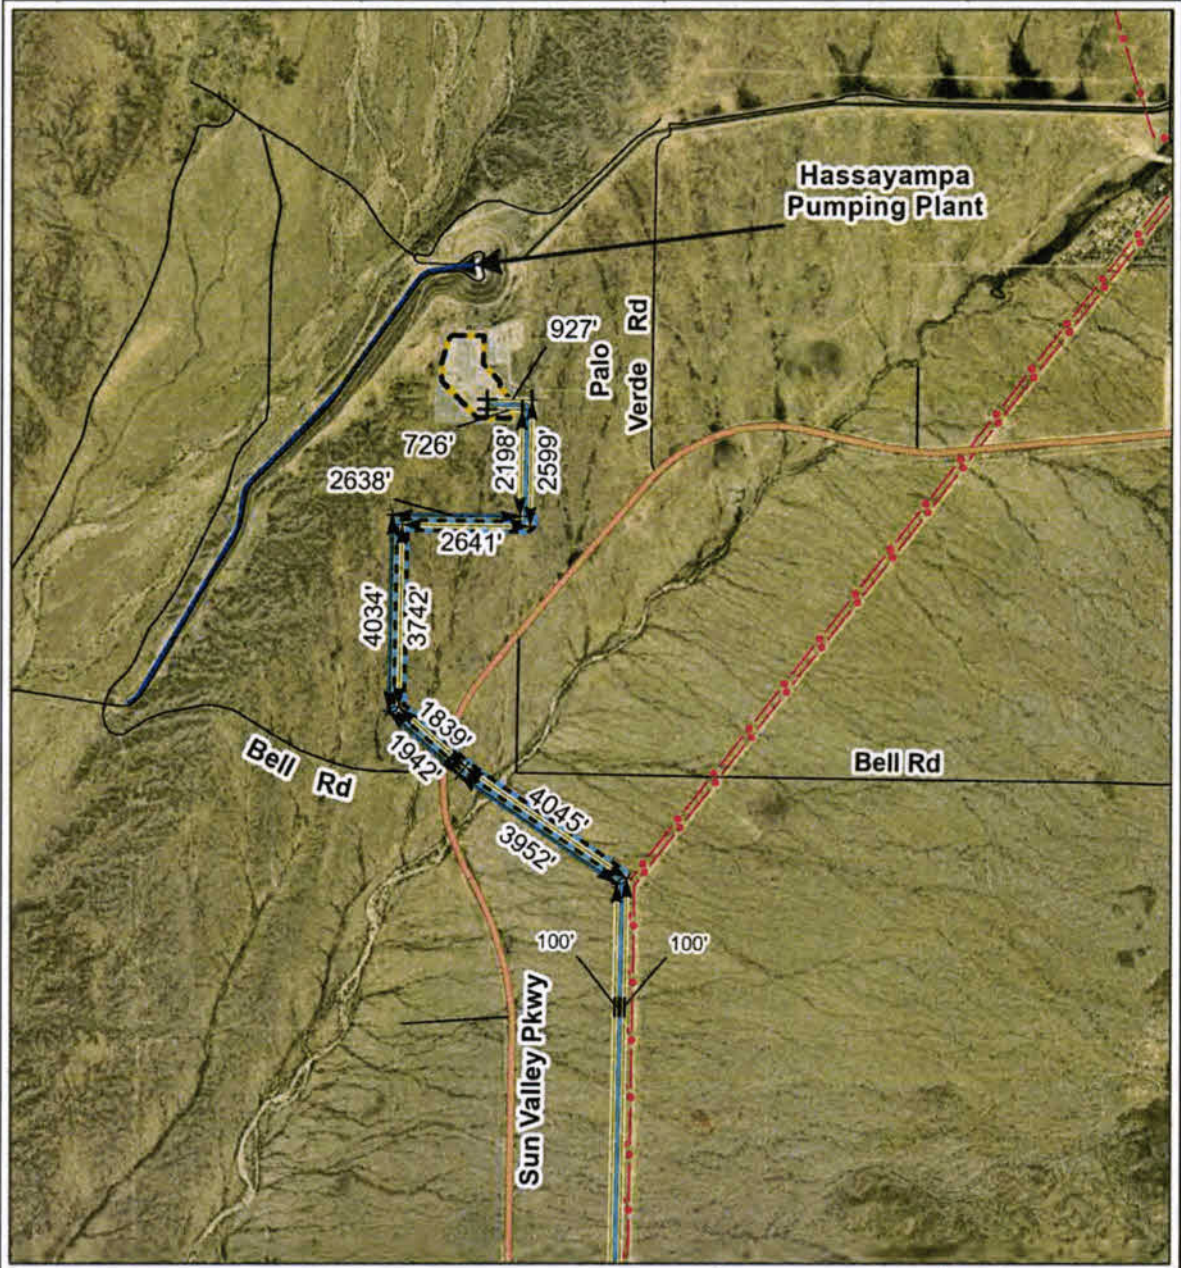 Hassayampa
Pumping Plant
927'
Palo
Verde Rd
726'
2198'
2599'
2638'
2641'
4034'
3742'
1839'
1942'
Bell Rd
Bell Rd
4045'
3952'
100'
100'
Sun Valley Pkwy